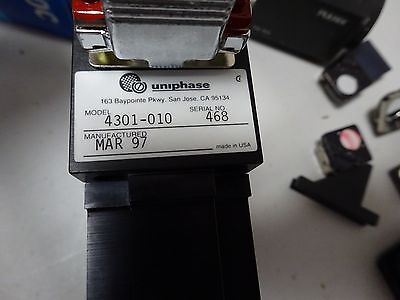 uniphase
163 Baypointe Pkwy. San Jose, CA 95134
MODEL SERIAL NO
4301-010 468
MANUFACTURED
MAR 97 made in USA